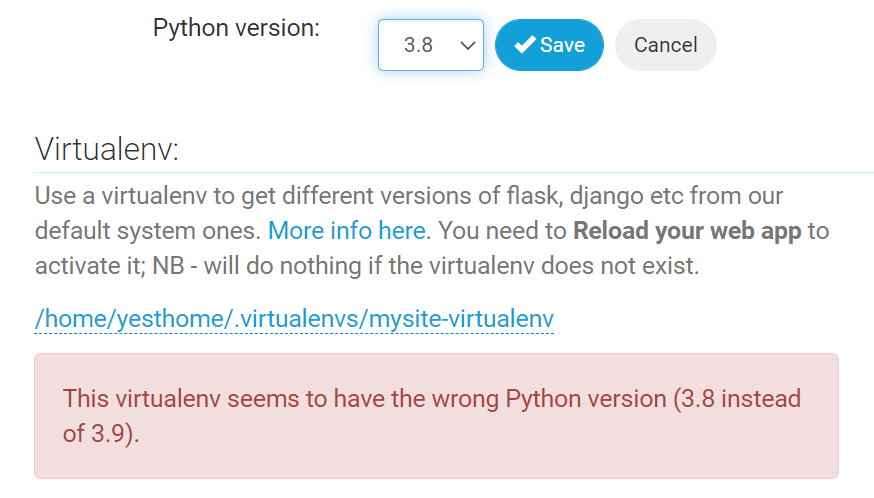 Python version:
3.8
Save
Cancel
Virtualenv:
Use a virtualenv to get different versions of flask, django etc from our
default system ones. More info here. You need to Reload your web app to
activate it; NB - will do nothing if the virtualenv does not exist.
/home/yesthome/.virtualenvs/mysite-virtualenv
This virtualenv seems to have the wrong Python version (3.8 instead
of 3.9).